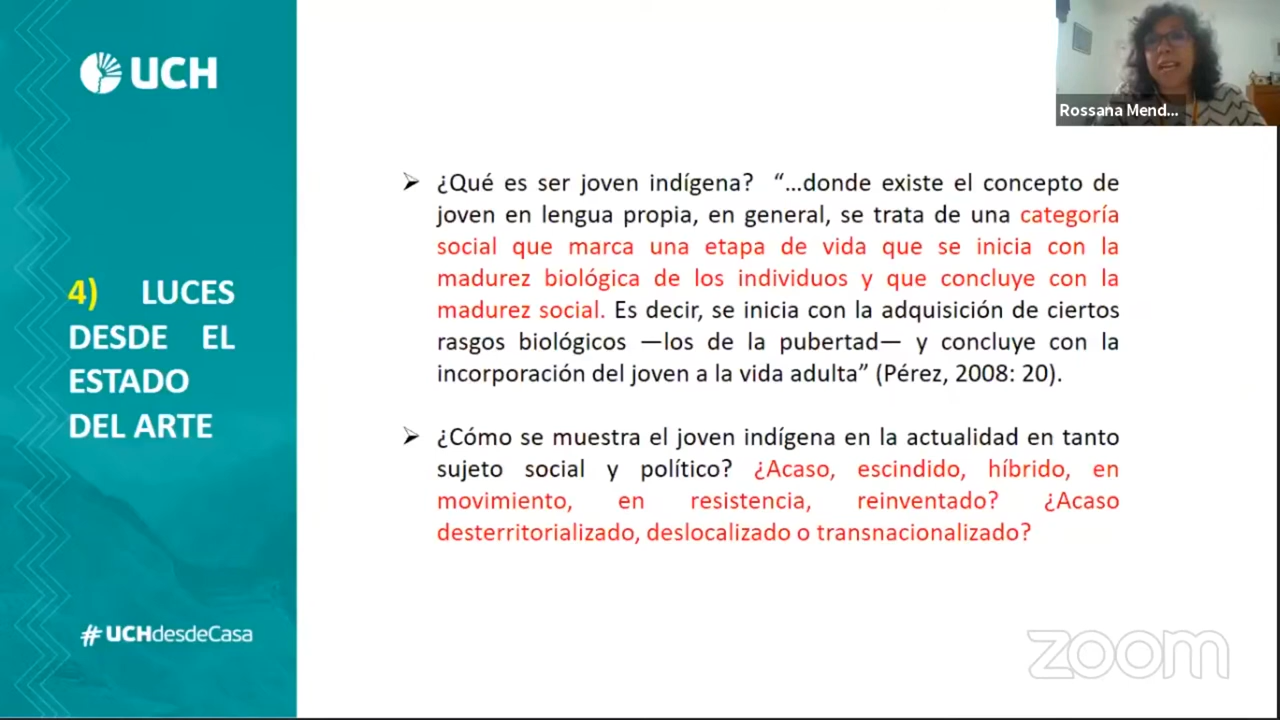 UCH
Rossana Mend...
4) LUCES
DESDE EL
ESTADO
DEL ARTE
#UCHdesdeCasa
➢ ¿Qué es ser joven indígena? “…donde existe el concepto de
joven en lengua propia, en general, se trata de una categoría
social que marca una etapa de vida que se inicia con la
madurez biológica de los individuos y que concluye con la
madurez social. Es decir, se inicia con la adquisición de ciertos
rasgos biológicos —los de la pubertad— y concluye con la
incorporación del joven a la vida adulta” (Pérez, 2008: 20).
➢ ¿Cómo se muestra el joven indígena en la actualidad en tanto
sujeto social y político? ¿Acaso, escindido, híbrido, en
movimiento, en resistencia, reinventado? ¿Acaso
desterritorializado, deslocalizado o transnacionalizado?
zoom